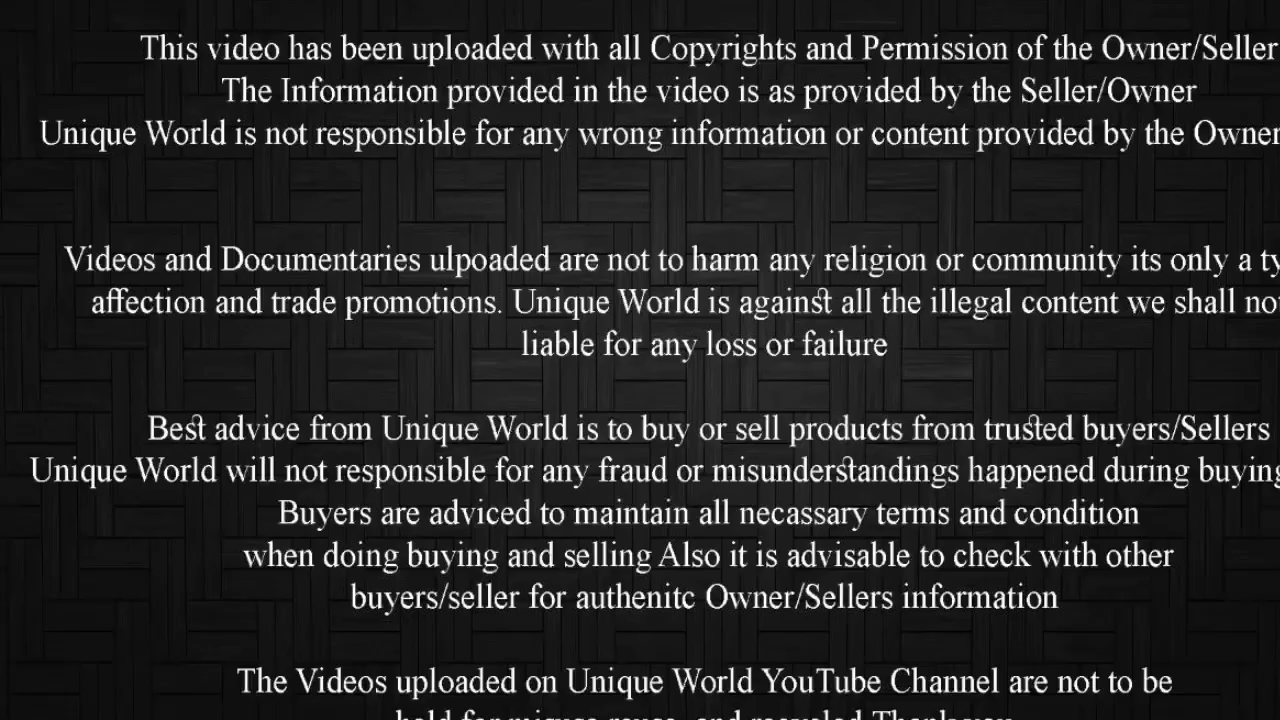 This video has been uploaded with all Copyrights and Permission of the Owner/Seller
The Information provided in the video is as provided by the Seller/Owner
Unique World is not responsible for any wrong information or content provided by the Owner
Videos and Documentaries ulpoaded are not to harm any religion or community its only a ty
affection and trade promotions. Unique World is against all the illegal content we shall no
liable for any loss or failure
Best advice from Unique World is to buy or sell products from trusted buyers/Sellers
Unique World will not responsible for any fraud or misunderstandings happened during buying
Buyers are adviced to maintain all necassary terms and condition
when doing buying and selling Also it is advisable to check with other
buyers/seller for authenitc Owner/Sellers information
The Videos uploaded on Unique World YouTube Channel are not to be